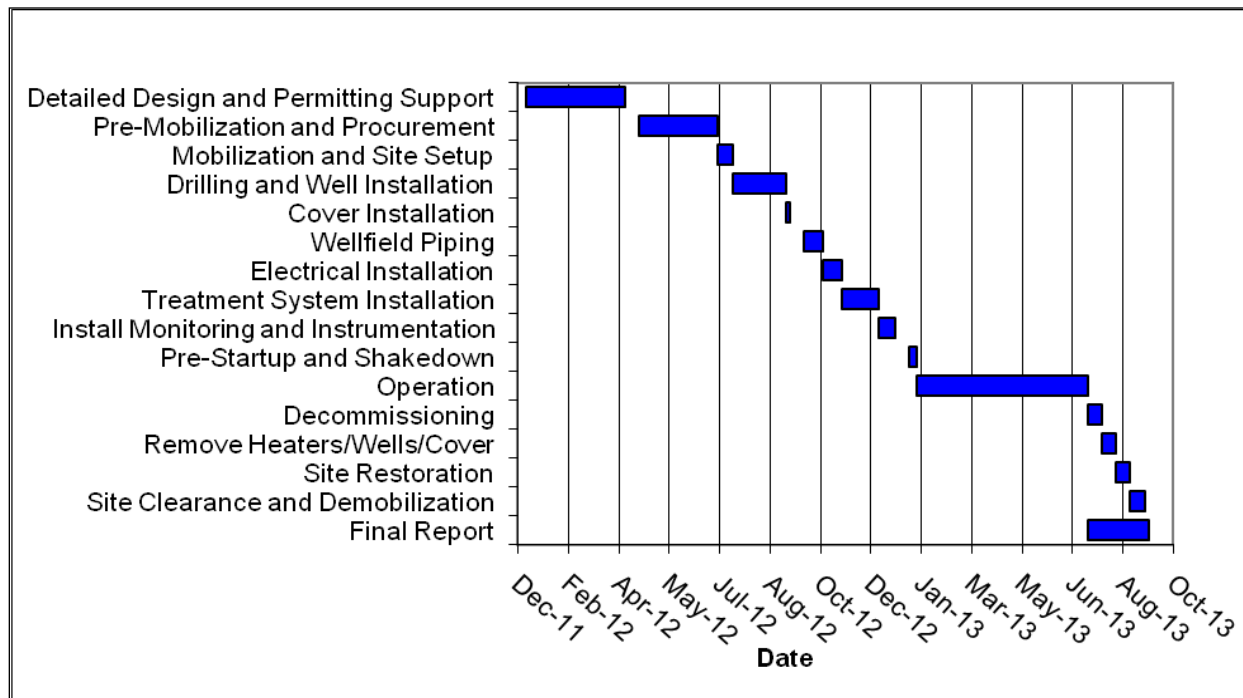 Detailed Design and Permitting Support
Pre-Mobilization and Procurement
Mobilization and Site Setup
Drilling and Well Installation
Cover Installation
Wellfield Piping
Electrical Installation
Treatment System Installation
Install Monitoring and Instrumentation
Pre-Startup and Shakedown
Operation
Decommissioning
Remove Heaters/Wells/Cover
Site Restoration
Site Clearance and Demobilization
Final Report
Dec-11
Feb-12
Apr-12
May-12
Jul-12
Aug-12
Oct-12
Dec-12
Jan-13
Mar-13
May-13
Jun-13
Aug-13
Oct-13
Date